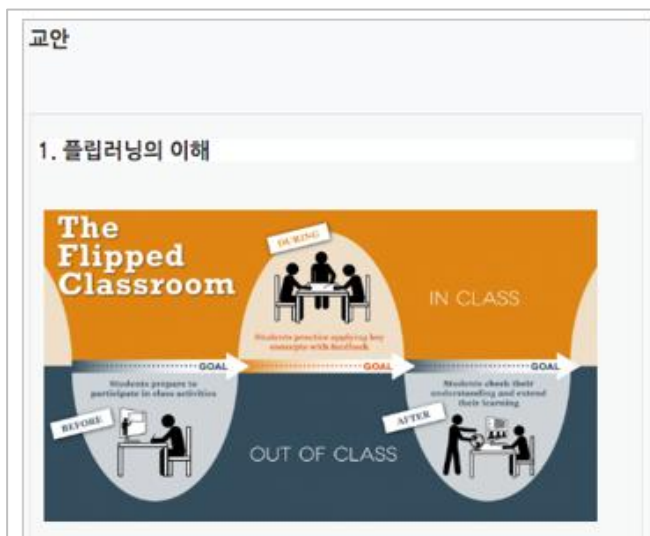 교안
1. 플립러닝의 이해
The
Flipped
Classroom
DURING
IN CLASS
Students practice applying key
concepts with feedback
GOAL
GOAL
GOAL
Students prepare to
participate in class activities
Students check their
understanding and extend
their learning
BEFORE
AFTER
OUT OF CLASS